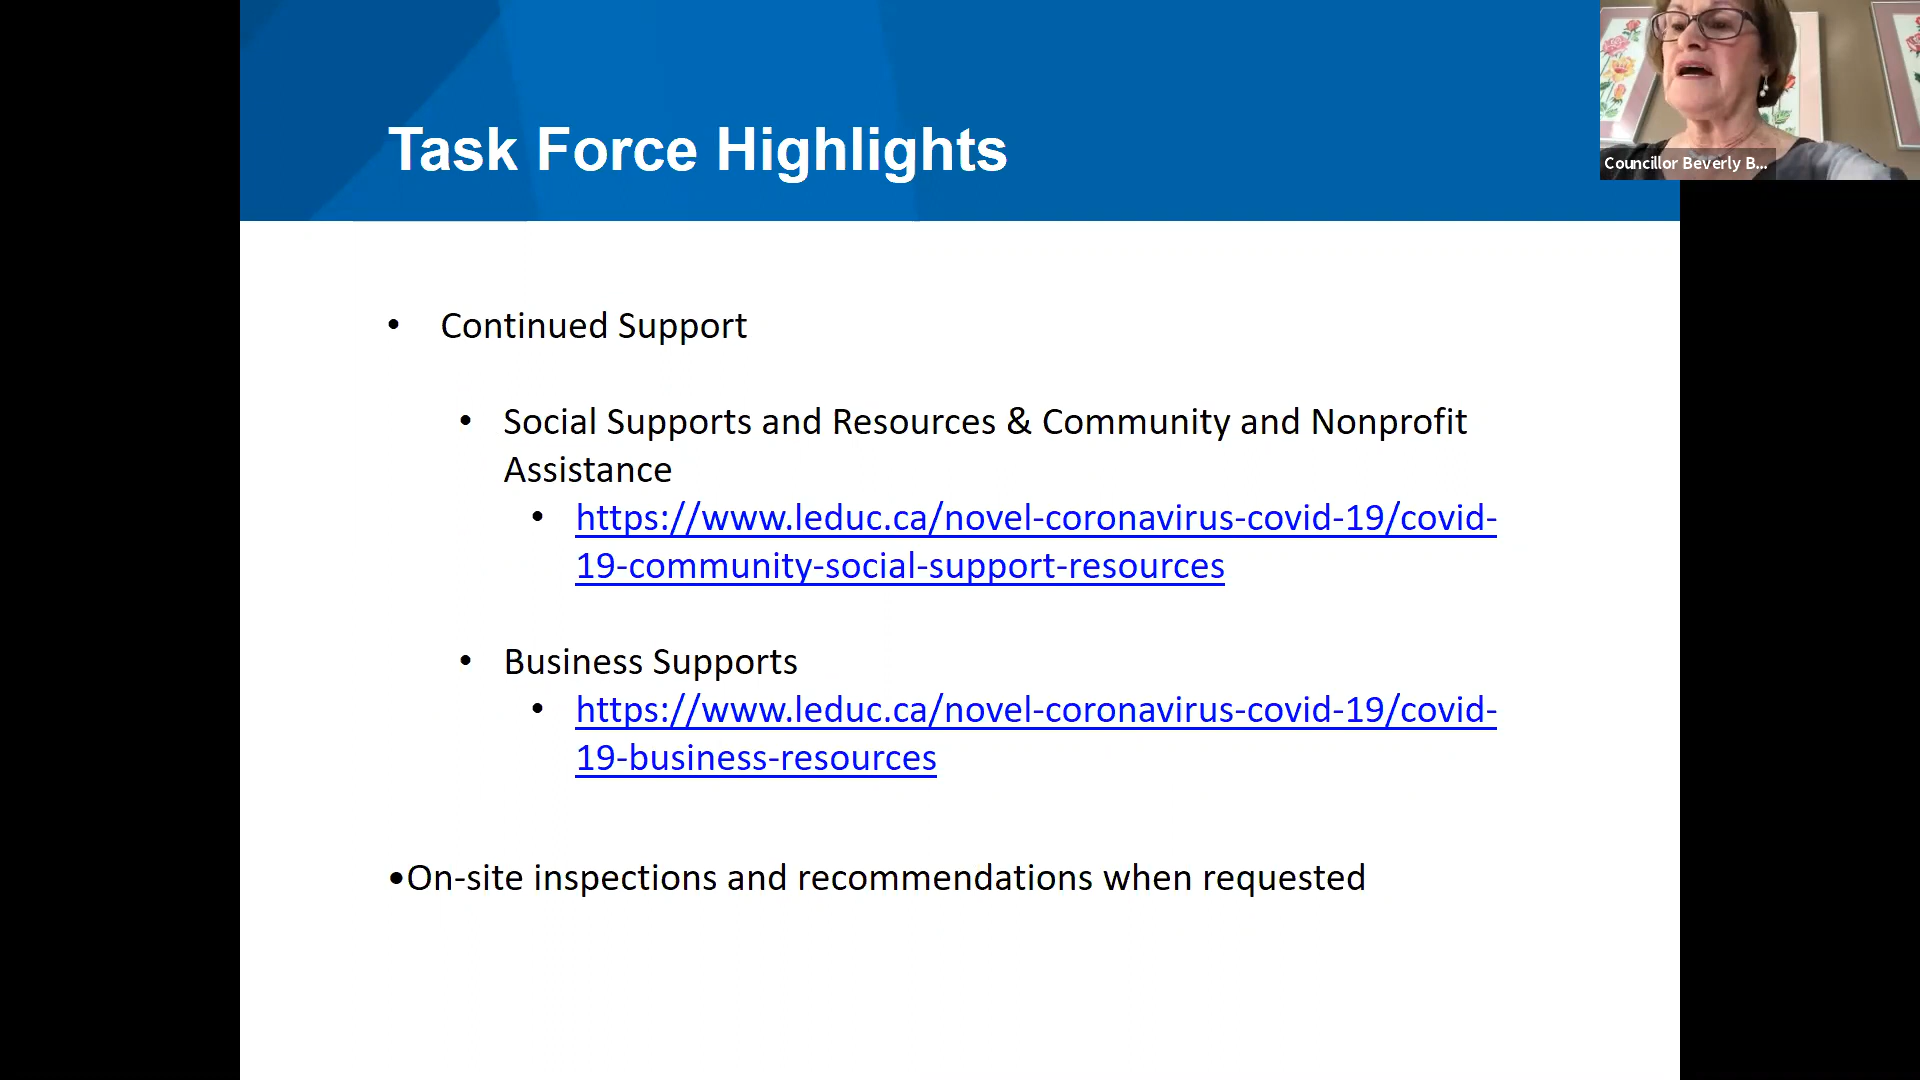 Task Force Highlights
Councillor Beverly B...
• Continued Support
• Social Supports and Resources & Community and Nonprofit
Assistance
• https://www.leduc.ca/novel-coronavirus-covid-19/covid-
19-community-social-support-resources
• Business Supports
• https://www.leduc.ca/novel-coronavirus-covid-19/covid-
19-business-resources
•On-site inspections and recommendations when requested